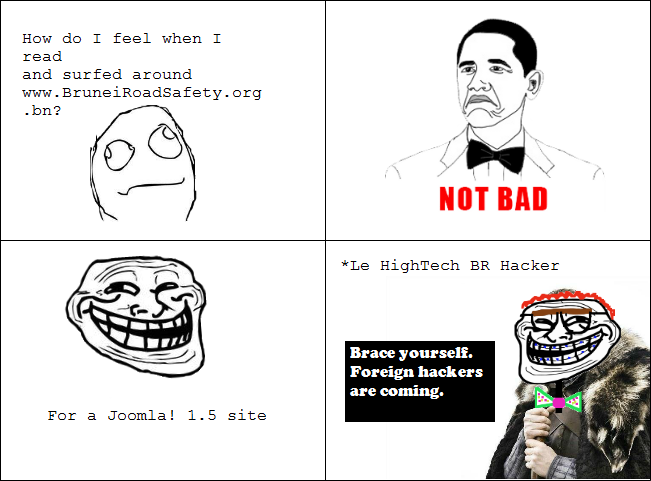 How do I feel when I
read
and surfed around
www.BruneiRoadSafety.org
.bn?
NOT BAD
For a Joomla! 1.5 site
*Le HighTech BR Hacker
Brace yourself.
Foreign hackers
are coming.